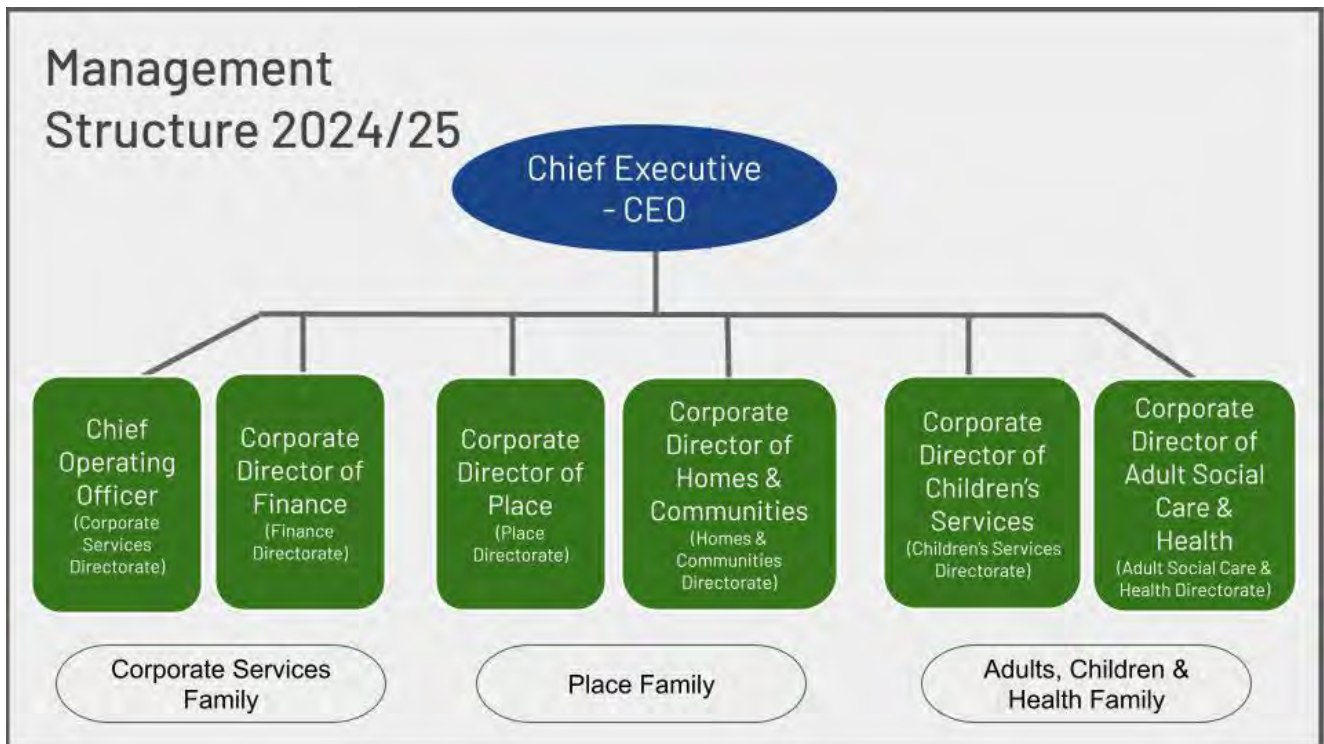 Management
Structure 2024/25
Chief Executive
- CEO
Chief
Operating
Officer
(Corporate
Services
Directorate)
Corporate
Director of
Finance
(Finance
Directorate)
Corporate
Director of
Place
(Place
Directorate)
Corporate
Director of
Homes &
Communities
(Homes &
Communities
Directorate)
Corporate
Director of
Children's
Services
(Children's Services
Directorate)
Corporate
Director of
Adult Social
Care &
Health
(Adult Social Care &
Health Directorate)
Corporate Services
Family
Place Family
Adults, Children &
Health Family